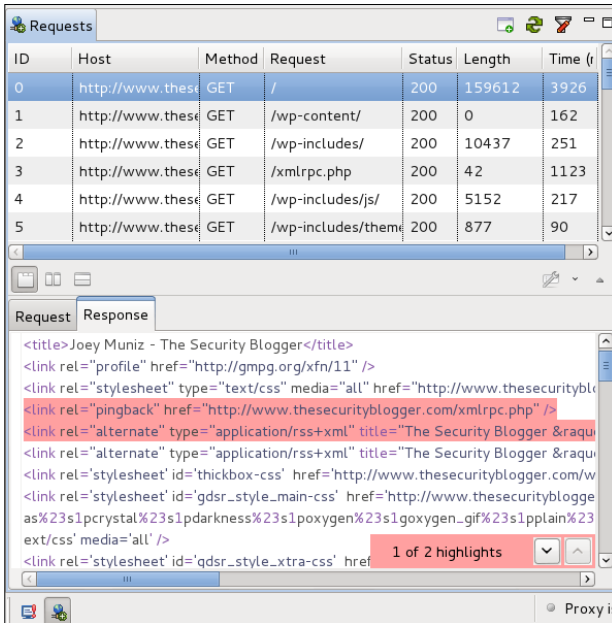 Requests
ID Host Method Request Status Length Time (r
0 http://www.these GET / 200 159612 3926
1 http://www.these GET /wp-content/ 200 0 162
2 http://www.these GET /wp-includes/ 200 10437 251
3 http://www.these GET /xmlrpc.php 200 42 1123
4 http://www.these GET /wp-includes/js/ 200 5152 217
5 http://www.these GET /wp-includes/theme 200 877 90
Request Response
<title>Joey Muniz - The Security Blogger</title>
<link rel="profile" href="http://gmpg.org/xfn/11" />
<link rel="stylesheet" type="text/css" media="all" href="http://www.thesecurityblo
<link rel="pingback" href="http://www.thesecurityblogger.com/xmlrpc.php" />
<link rel="alternate" type="application/rss+xml" title="The Security Blogger &raque
<link rel="alternate" type="application/rss+xml" title="The Security Blogger &raque
<link rel='stylesheet' id='thickbox-css' href='http://www.thesecurityblogger.com/w
<link rel='stylesheet' id='gdsr_style_main-css' href='http://www.thesecurityblogge
as%23s1pcrystal%23s1pdarkness%23s1poxygen%23s1goxygen_gif%23s1pplain%23
ext/css' media='all' />
<link rel='stylesheet' id='gdsr_style_xtra-css' href
1 of 2 highlights
Proxy i